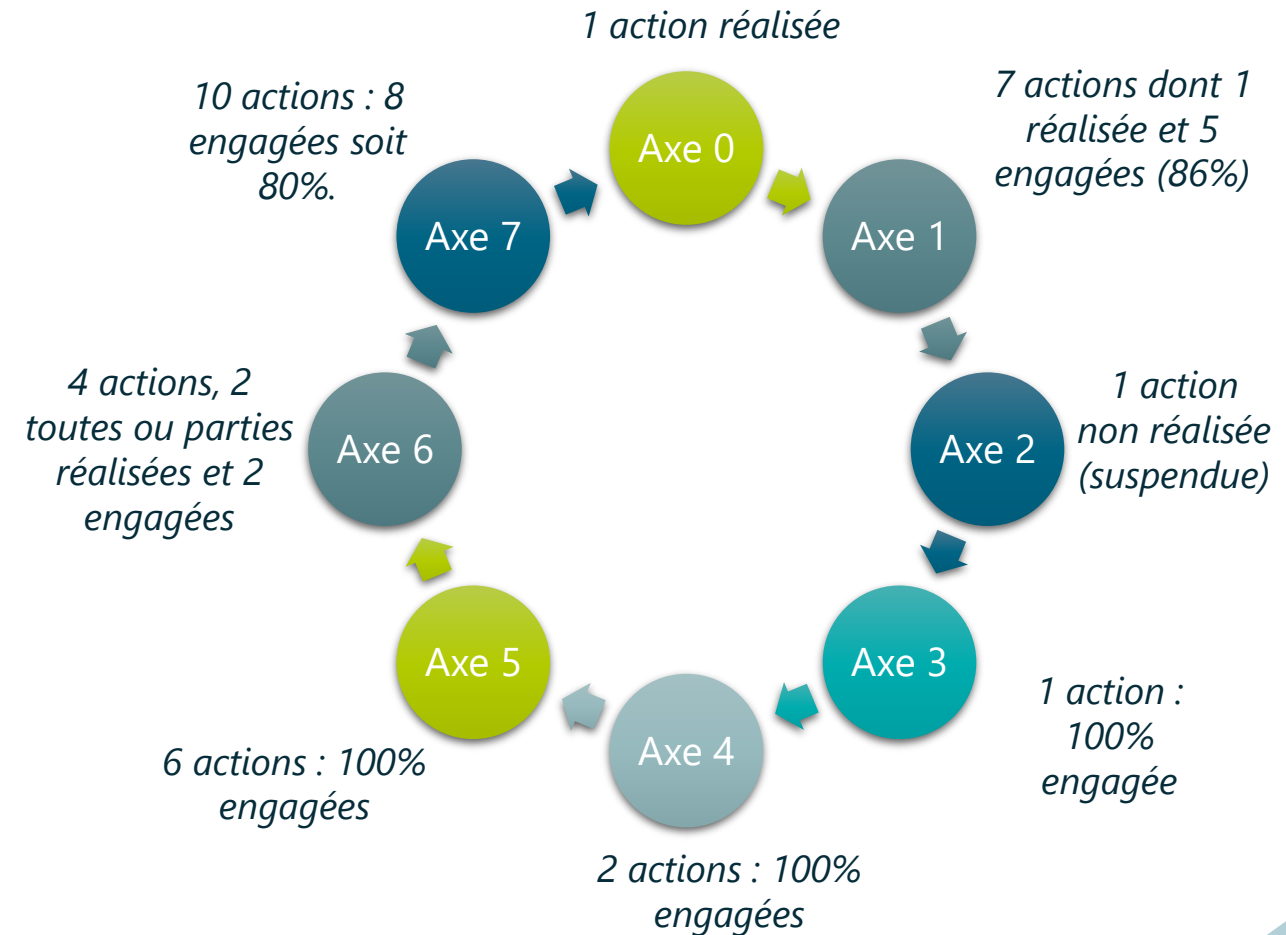 1 action réalisée
Axe 0
7 actions dont 1
réalisée et 5
engagées (86%)
Axe 1
1 action
non réalisée
(suspendue)
Axe 2
1 action :
100%
engagée
Axe 3
2 actions : 100%
engagées
Axe 4
6 actions : 100%
engagées
Axe 5
4 actions, 2
toutes ou parties
réalisées et 2
engagées
Axe 6
10 actions : 8
engagées soit
80%.
Axe 7